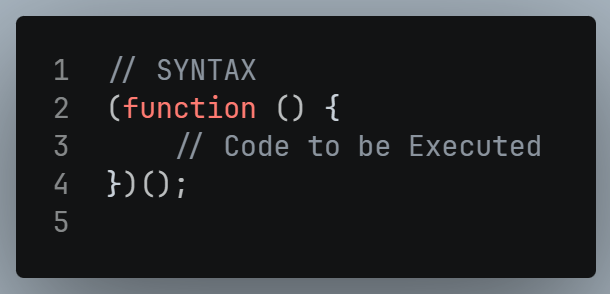 1 // SYNTAX
2 (function () {
3     // Code to be Executed
4 })();
5